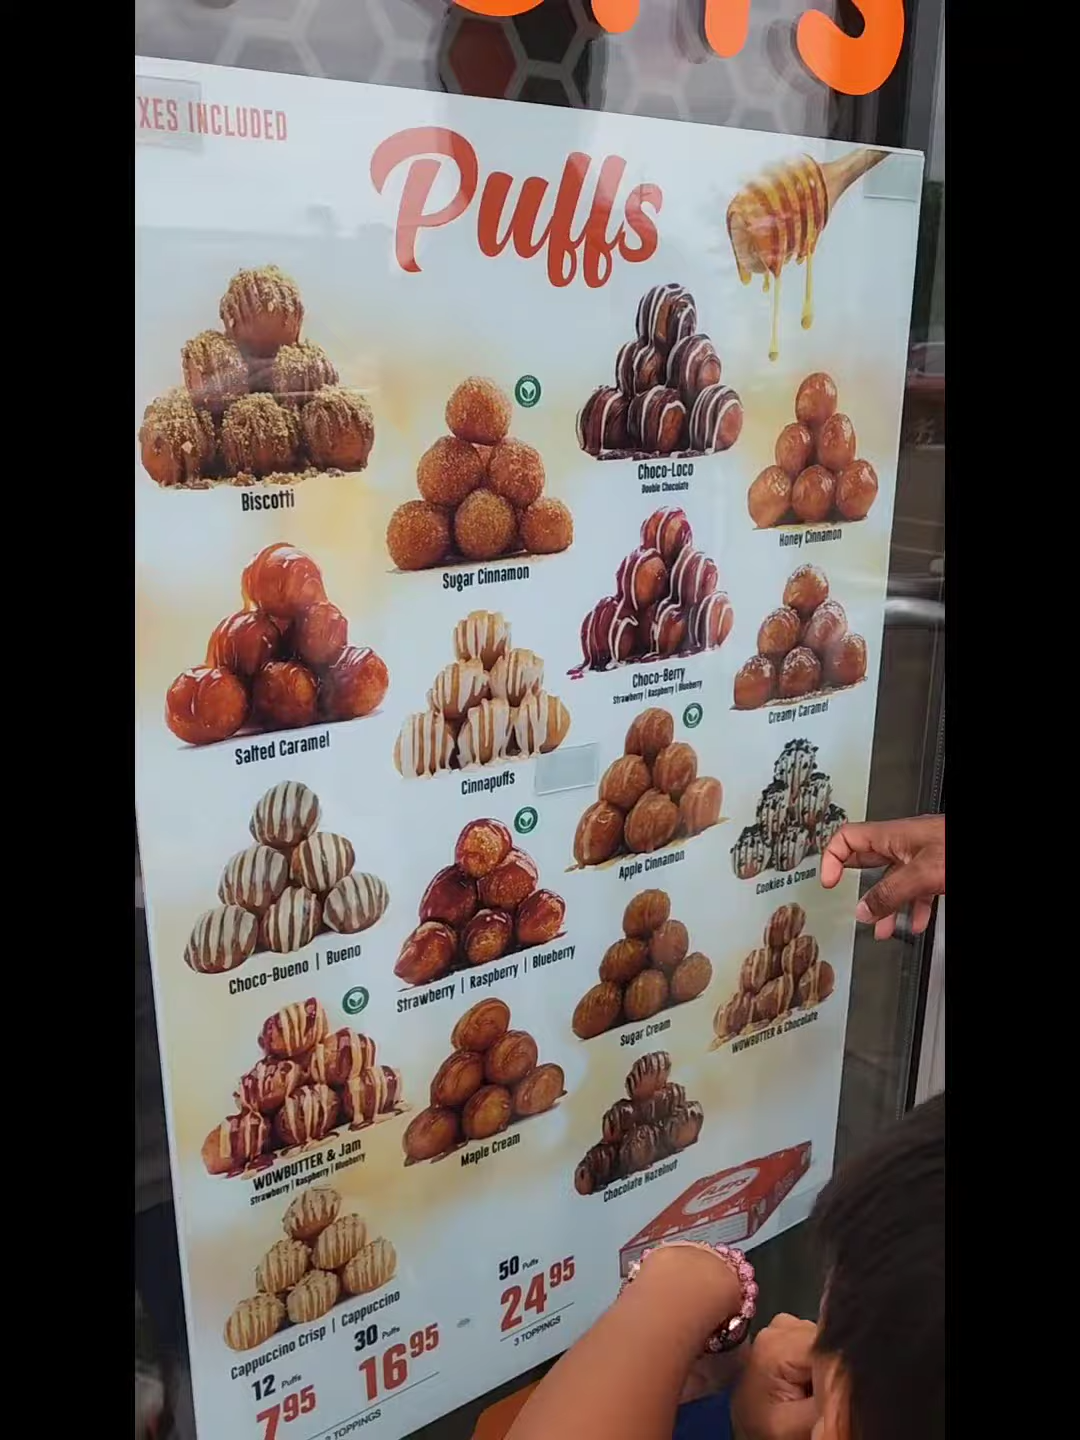 XES INCLUDED
Puffs
Biscotti
Sugar Cinnamon
Choco-Loco
Double Chocolate
Honey Cinnamon
Salted Caramel
Cinnapuffs
Choco-Berry
Strawberry | Raspberry | Blueberry
Creamy Caramel
Choco-Bueno | Bueno
Strawberry | Raspberry | Blueberry
Apple Cinnamon
Cookies & Cream
WOWBUTTER & Jam
Strawberry | Raspberry | Blueberry
Maple Cream
Sugar Cream
WOWBUTTER & Chocolate
Chocolate Hazelnut
PUFFS
Cappuccino Crisp | Cappuccino
12 Puffs
7.95
30 Puffs
16.95
2 TOPPINGS
50 Puffs
24.95
3 TOPPINGS